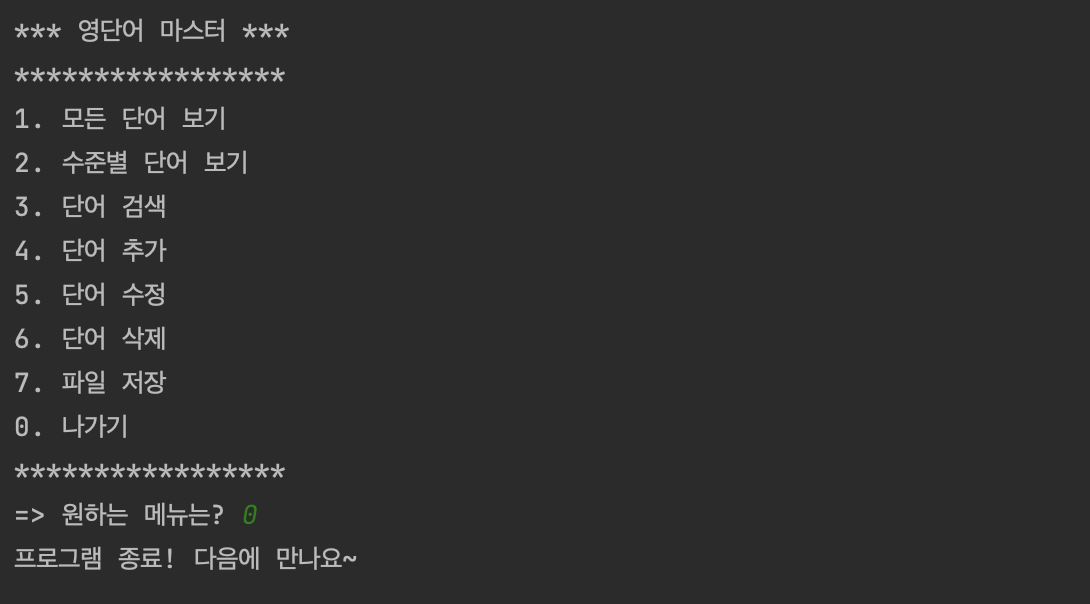 *** 영단어 마스터 ***
*****************
1. 모든 단어 보기
2. 수준별 단어 보기
3. 단어 검색
4. 단어 추가
5. 단어 수정
6. 단어 삭제
7. 파일 저장
0. 나가기
*****************
=> 원하는 메뉴는? 0
프로그램 종료! 다음에 만나요~